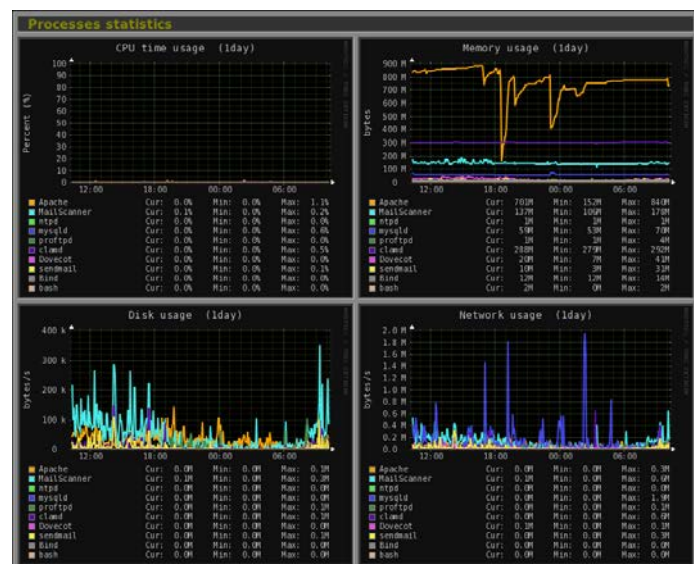 Processes statistics
CPU time usage (1day)
Percent (%)
100
90
80
70
60
50
40
30
20
10
0
12:00 18:00 00:00 06:00
Apache Cur: 0.0% Min: 0.0% Max: 1.1%
MailScanner Cur: 0.1% Min: 0.0% Max: 0.2%
ntpd Cur: 0.0% Min: 0.0% Max: 0.0%
mysqld Cur: 0.0% Min: 0.0% Max: 0.6%
proftpd Cur: 0.0% Min: 0.0% Max: 0.0%
clamd Cur: 0.0% Min: 0.0% Max: 0.5%
Dovecot Cur: 0.0% Min: 0.0% Max: 0.0%
sendmail Cur: 0.0% Min: 0.0% Max: 0.1%
Bind Cur: 0.0% Min: 0.0% Max: 0.0%
bash Cur: 0.0% Min: 0.0% Max: 0.0%
Memory usage (1day)
bytes
900 M
800 M
700 M
600 M
500 M
400 M
300 M
200 M
100 M
0
12:00 18:00 00:00 06:00
Apache Cur: 701M Min: 152M Max: 840M
MailScanner Cur: 137M Min: 106M Max: 178M
ntpd Cur: 1M Min: 1M Max: 1M
mysqld Cur: 59M Min: 53M Max: 70M
proftpd Cur: 1M Min: 1M Max: 4M
clamd Cur: 288M Min: 279M Max: 292M
Dovecot Cur: 20M Min: 7M Max: 41M
sendmail Cur: 10M Min: 3M Max: 31M
Bind Cur: 12M Min: 12M Max: 14M
bash Cur: 2M Min: 0M Max: 2M
Disk usage (1day)
bytes/s
400 k
300 k
200 k
100 k
0
12:00 18:00 00:00 06:00
Apache Cur: 0.0M Min: 0.0M Max: 0.1M
MailScanner Cur: 0.1M Min: 0.0M Max: 0.3M
ntpd Cur: 0.0M Min: 0.0M Max: 0.0M
mysqld Cur: 0.0M Min: 0.0M Max: 0.0M
proftpd Cur: 0.0M Min: 0.0M Max: 0.1M
clamd Cur: 0.0M Min: 0.0M Max: 0.1M
Dovecot Cur: 0.0M Min: 0.0M Max: 0.0M
sendmail Cur: 0.0M Min: 0.0M Max: 0.1M
Bind Cur: 0.0M Min: 0.0M Max: 0.0M
bash Cur: 0.0M Min: 0.0M Max: 0.0M
Network usage (1day)
bytes/s
2.0 M
1.8 M
1.6 M
1.4 M
1.2 M
1.0 M
0.8 M
0.6 M
0.4 M
0.2 M
0.0
12:00 18:00 00:00 06:00
Apache Cur: 0.0M Min: 0.0M Max: 0.3M
MailScanner Cur: 0.1M Min: 0.0M Max: 0.6M
ntpd Cur: 0.0M Min: 0.0M Max: 0.0M
mysqld Cur: 0.0M Min: 0.0M Max: 1.9M
proftpd Cur: 0.0M Min: 0.0M Max: 0.1M
clamd Cur: 0.0M Min: 0.0M Max: 0.6M
Dovecot Cur: 0.1M Min: 0.0M Max: 0.1M
sendmail Cur: 0.0M Min: 0.0M Max: 0.3M
Bind Cur: 0.0M Min: 0.0M Max: 0.0M
bash Cur: 0.0M Min: 0.0M Max: 0.0M